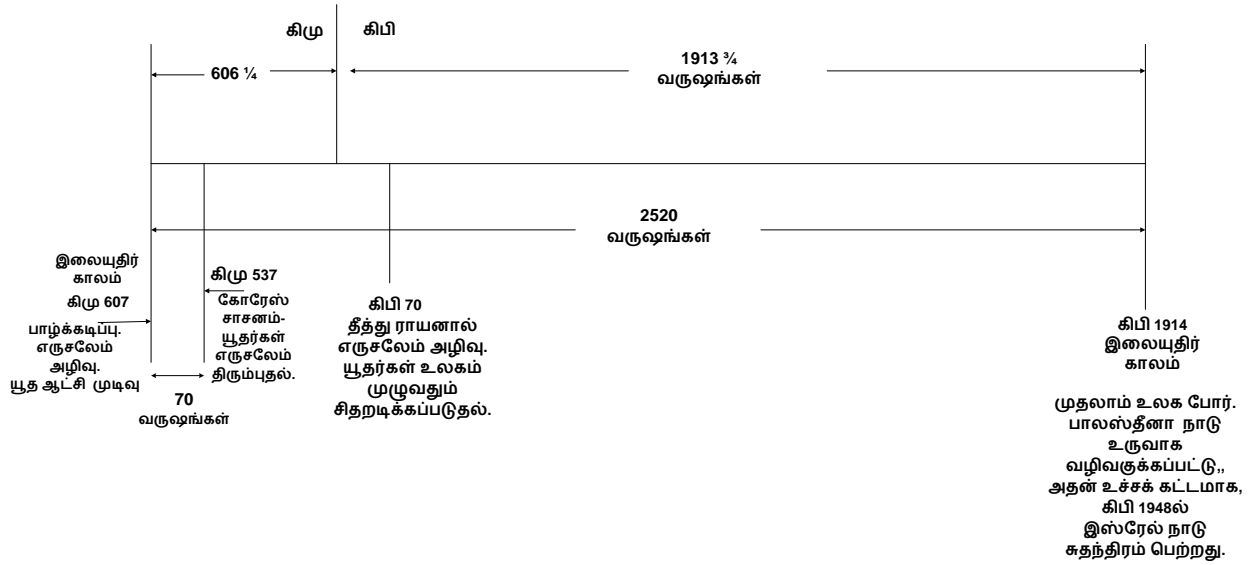 கிமு
கிபி
606 ¼
1913 ¾
வருஷங்கள்
2520
வருஷங்கள்
இலையுதிர்
காலம்
கிமு 607
பாழ்க்கடிப்பு.
எருசலேம்
அழிவு.
யூத ஆட்சி முடிவு
கிமு 537
கோரேஸ்
சாசனம்-
யூதர்கள்
எருசலேம்
திரும்புதல்.
70
வருஷங்கள்
கிபி 70
தீத்து ராயனால்
எருசலேம் அழிவு.
யூதர்கள் உலகம்
முழுவதும்
சிதறடிக்கப்படுதல்.
கிபி 1914
இலையுதிர்
காலம்
முதலாம் உலக போர்.
பாலஸ்தீனா நாடு
உருவாக
வழிவகுக்கப்பட்டு,,
அதன் உச்சக் கட்டமாக,
கிபி 1948ல்
இஸ்ரேல் நாடு
சுதந்திரம் பெற்றது.